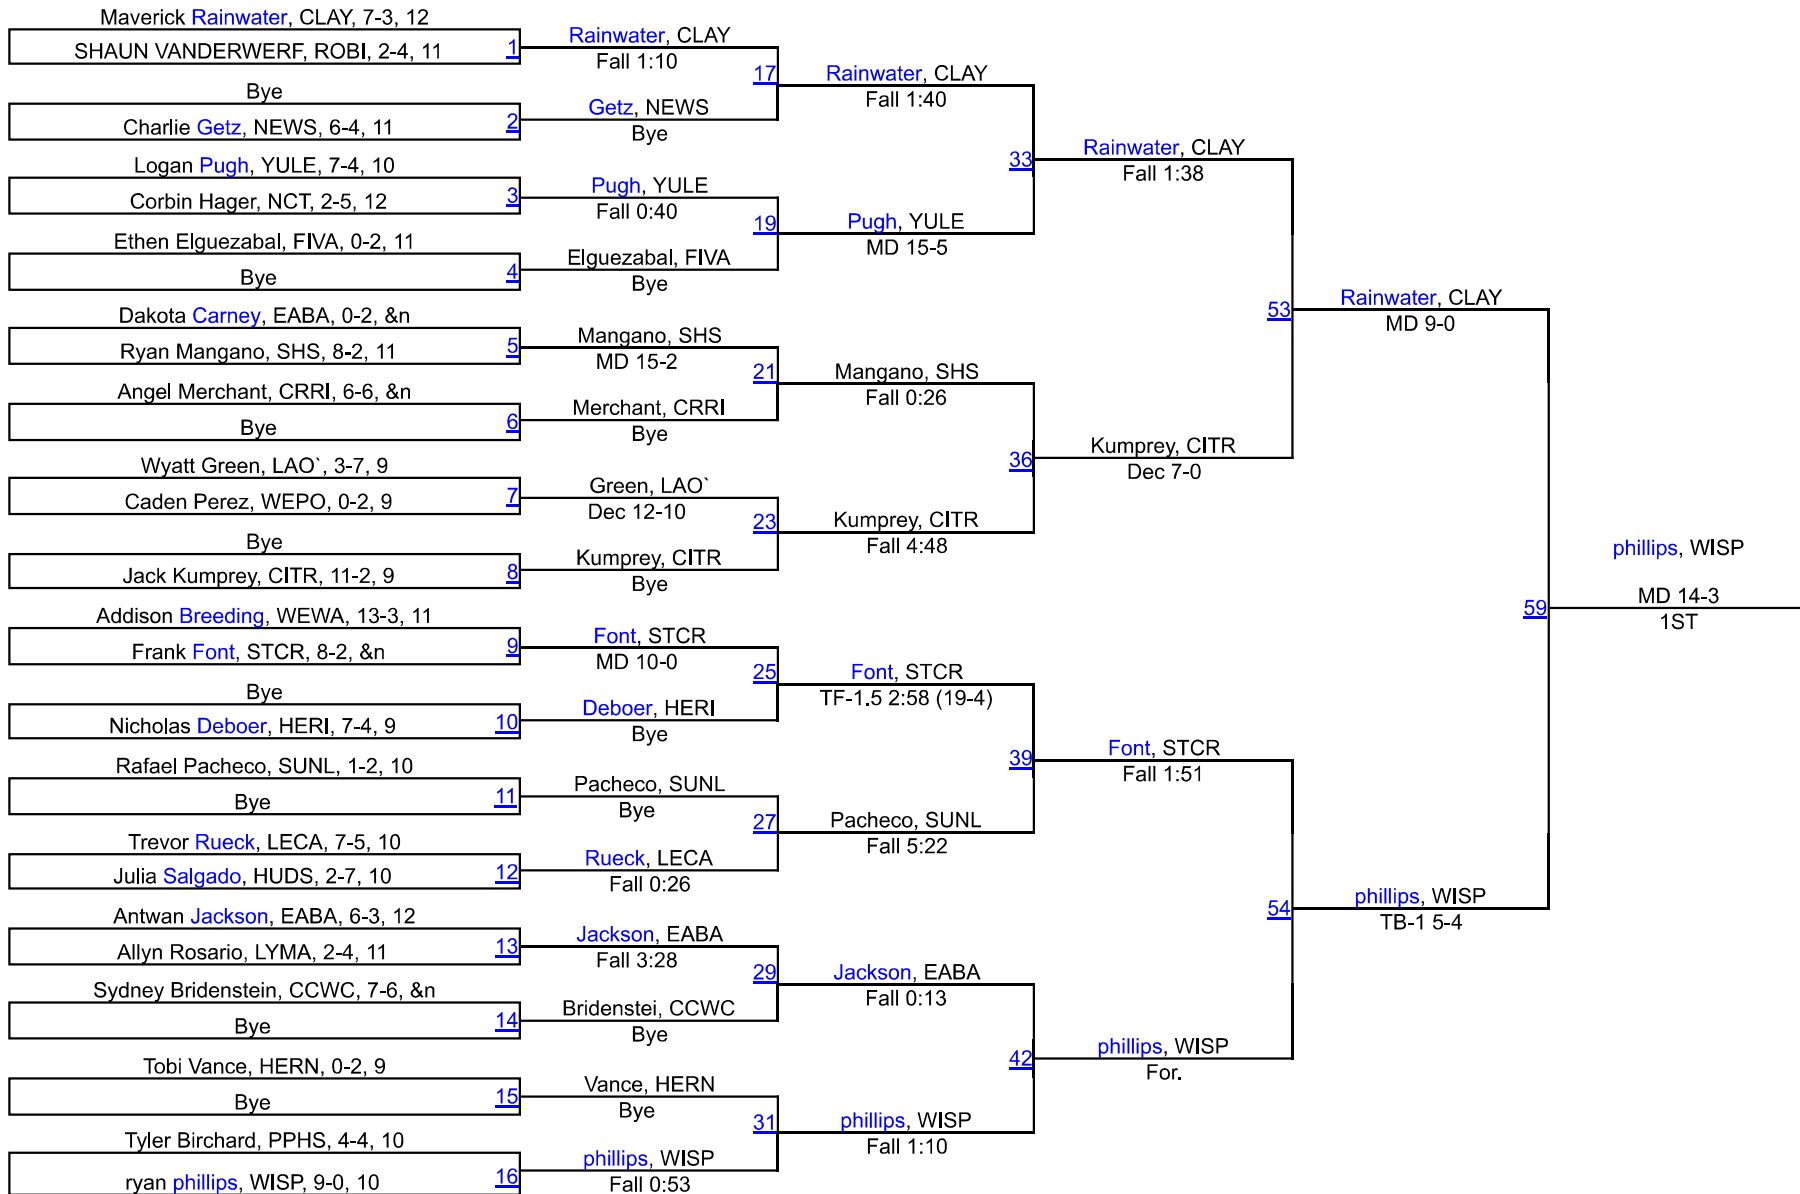 Maverick Rainwater, CLAY, 7-3, 12
SHAUN VANDERWERF, ROBI, 2-4, 11
1
Bye
Charlie Getz, NEWS, 6-4, 11
2
Logan Pugh, YULE, 7-4, 10
Corbin Hager, NCT, 2-5, 12
3
Ethen Elguezabal, FIVA, 0-2, 11
Bye
4
Dakota Carney, EABA, 0-2, &n
Ryan Mangano, SHS, 8-2, 11
5
Angel Merchant, CRRI, 6-6, &n
Bye
6
Wyatt Green, LAO`, 3-7, 9
Caden Perez, WEPO, 0-2, 9
7
Bye
Jack Kumprey, CITR, 11-2, 9
8
Addison Breeding, WEWA, 13-3, 11
Frank Font, STCR, 8-2, &n
9
Bye
Nicholas Deboer, HERI, 7-4, 9
10
Rafael Pacheco, SUNL, 1-2, 10
Bye
11
Trevor Rueck, LECA, 7-5, 10
Julia Salgado, HUDS, 2-7, 10
12
Antwan Jackson, EABA, 6-3, 12
Allyn Rosario, LYMA, 2-4, 11
13
Sydney Bridenstein, CCWC, 7-6, &n
Bye
14
Tobi Vance, HERN, 0-2, 9
Bye
15
Tyler Birchard, PPHS, 4-4, 10
ryan phillips, WISP, 9-0, 10
16
Rainwater, CLAY
Fall 1:10
17
Getz, NEWS
Bye
Pugh, YULE
Fall 0:40
19
Elguezabal, FIVA
Bye
Mangano, SHS
MD 15-2
21
Merchant, CRRI
Bye
Green, LAO`
Dec 12-10
23
Kumprey, CITR
Bye
Font, STCR
MD 10-0
25
Deboer, HERI
Bye
Pacheco, SUNL
Bye
27
Rueck, LECA
Fall 0:26
Jackson, EABA
Fall 3:28
29
Bridenstei, CCWC
Bye
Vance, HERN
Bye
31
phillips, WISP
Fall 0:53
Rainwater, CLAY
Fall 1:40
33
Pugh, YULE
MD 15-5
Mangano, SHS
Fall 0:26
36
Kumprey, CITR
Fall 4:48
Font, STCR
TF-1.5 2:58 (19-4)
39
Pacheco, SUNL
Fall 5:22
Jackson, EABA
Fall 0:13
42
phillips, WISP
Fall 1:10
Rainwater, CLAY
Fall 1:38
53
Kumprey, CITR
Dec 7-0
Font, STCR
Fall 1:51
54
phillips, WISP
For.
Rainwater, CLAY
MD 9-0
59
phillips, WISP
TB-1 5-4
phillips, WISP
MD 14-3
1ST